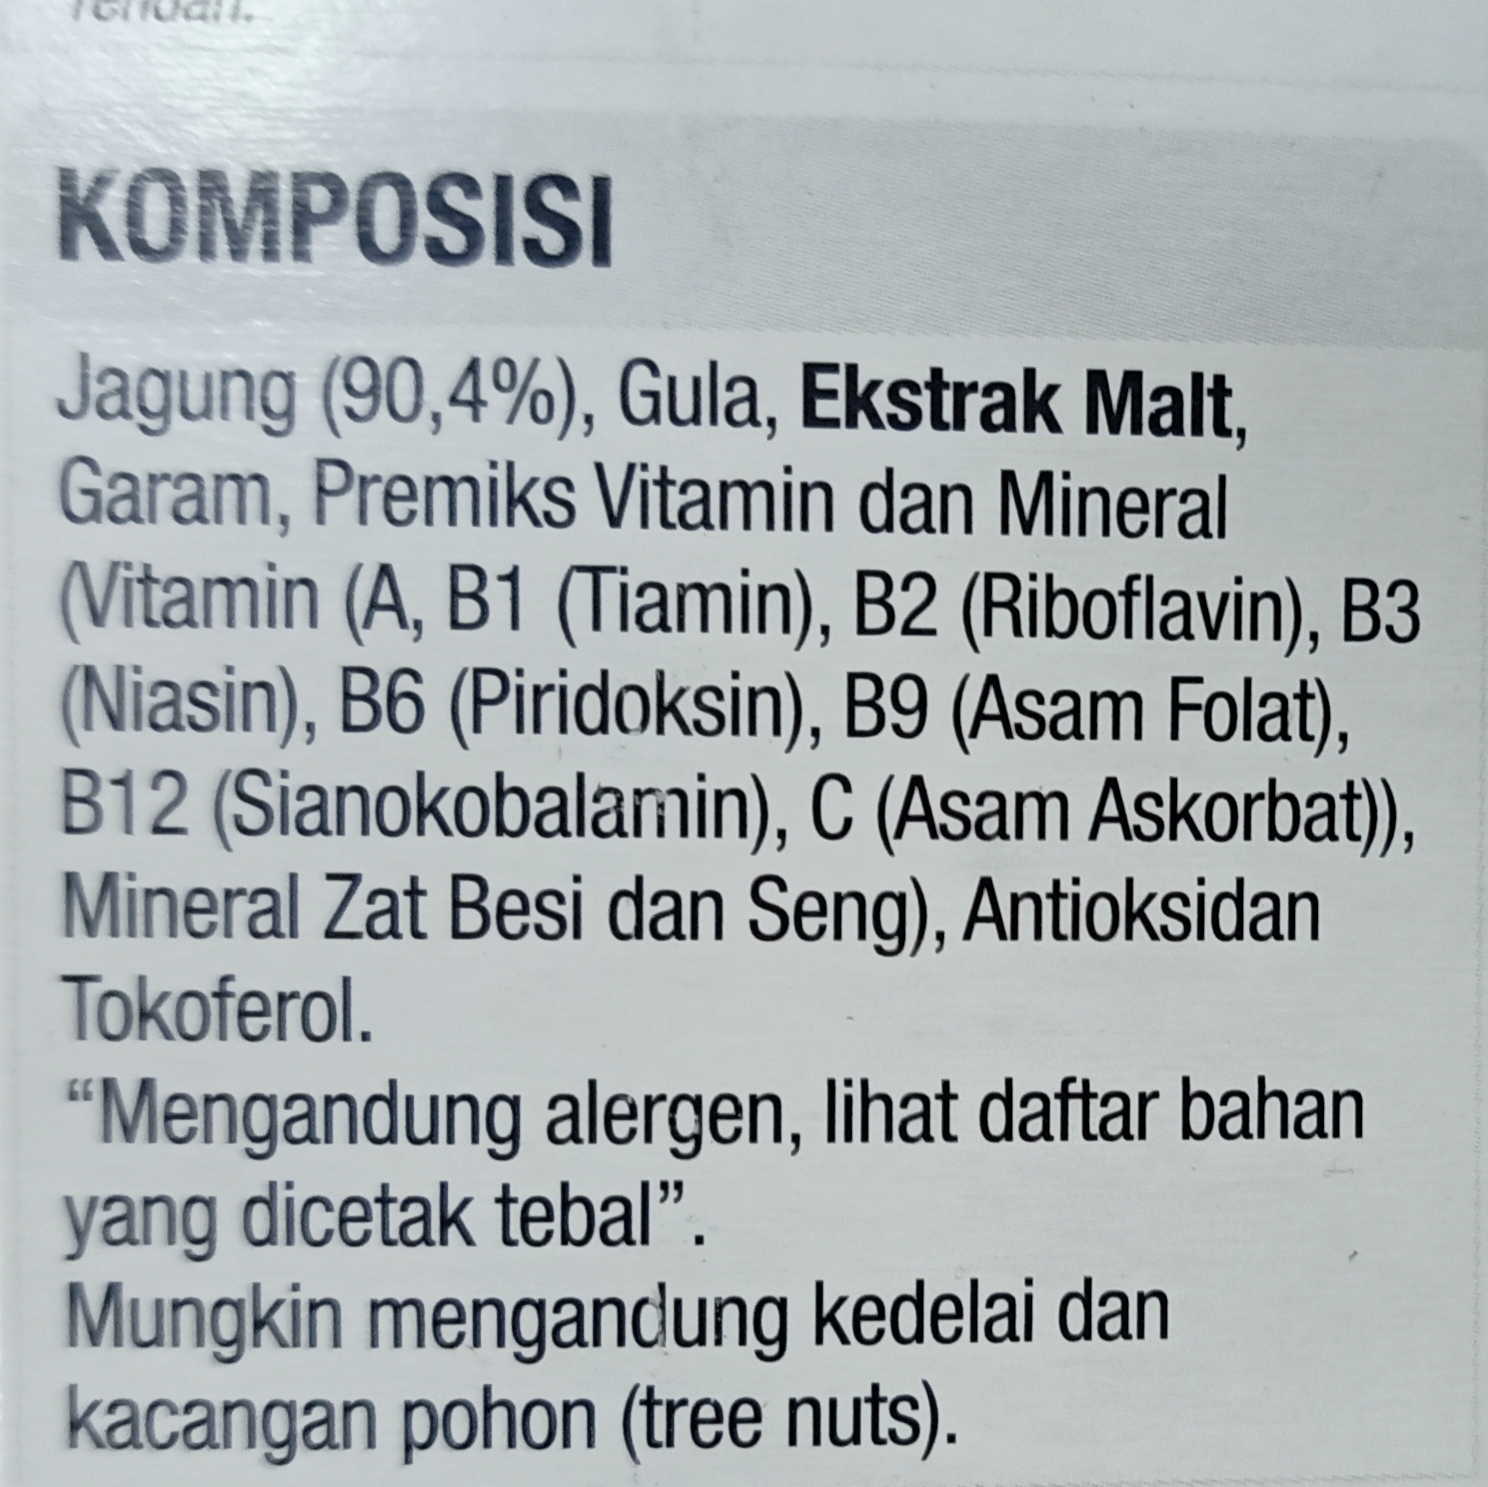 KOMPOSISI
Jagung (90,4%), Gula, Ekstrak Malt,
Garam, Premiks Vitamin dan Mineral
(Vitamin (A, B1 (Tiamin), B2 (Riboflavin), B3
(Niasin), B6 (Piridoksin), B9 (Asam Folat),
B12 (Sianokobalamin), C (Asam Askorbat)),
Mineral Zat Besi dan Seng), Antioksidan
Tokoferol.
“Mengandung alergen, lihat daftar bahan
yang dicetak tebal”.
Mungkin mengandung kedelai dan
kacangan pohon (tree nuts).